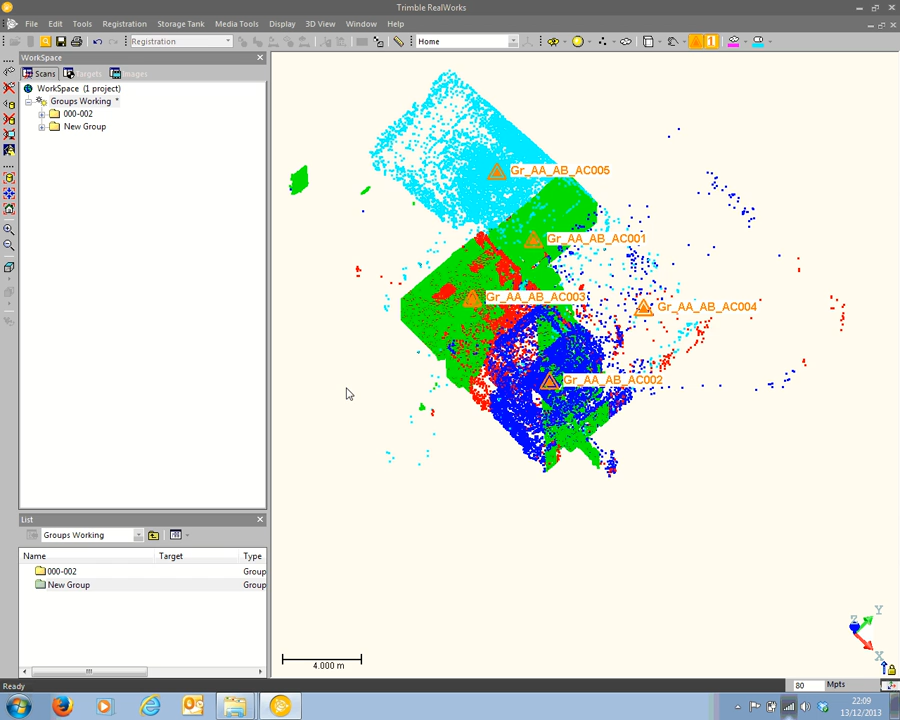 Trimble RealWorks
File Edit Tools Registration Storage Tank Media Tools Display 3D View Window Help
Registration Home 1
WorkSpace
Scans Targets Images
WorkSpace (1 project)
Groups Working *
000-002
New Group
Gr_AA_AB_AC005
Gr_AA_AB_AC001
Gr_AA_AB_AC003
Gr_AA_AB_AC004
Gr_AA_AB_AC002
List
Groups Working
Name Target Type
000-002 Group
New Group Group
4.000 m
Z Y
X
Ready 80 Mpts
22:09
13/12/2013